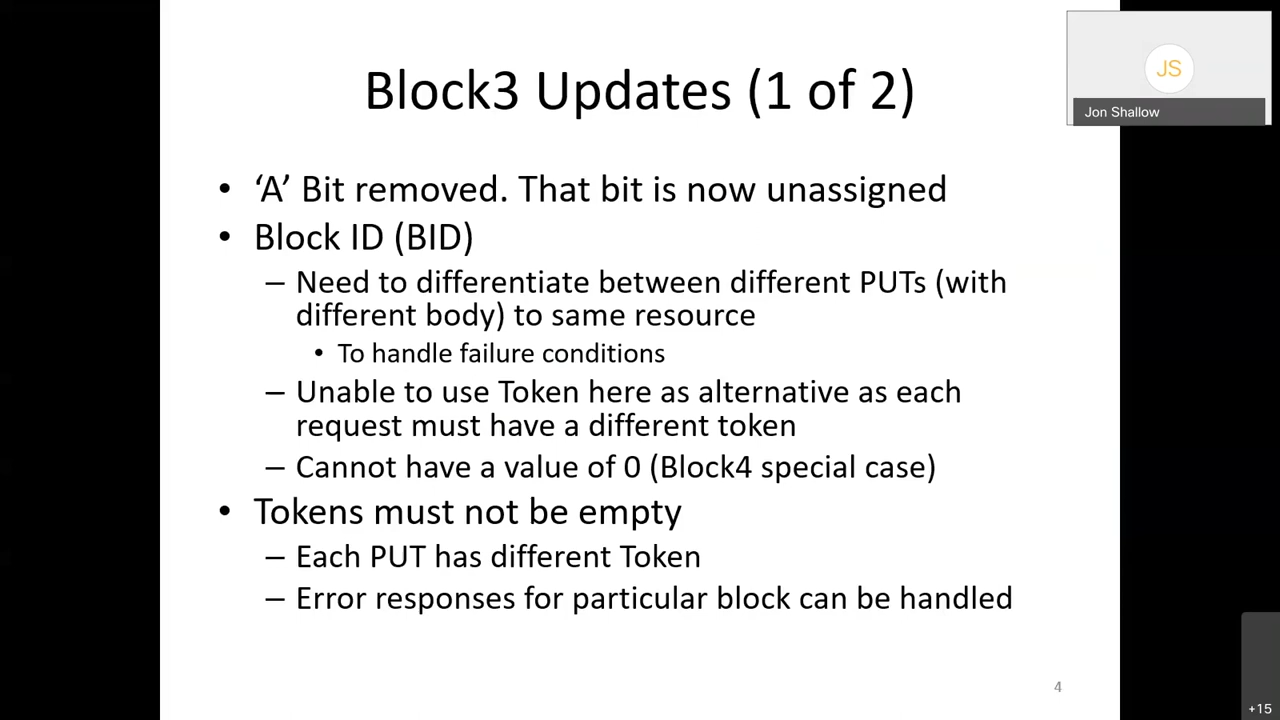 Block3 Updates (1 of 2)
JS
Jon Shallow
• ‘A’ Bit removed. That bit is now unassigned
• Block ID (BID)
– Need to differentiate between different PUTs (with
different body) to same resource
• To handle failure conditions
– Unable to use Token here as alternative as each
request must have a different token
– Cannot have a value of 0 (Block4 special case)
• Tokens must not be empty
– Each PUT has different Token
– Error responses for particular block can be handled
4
+15